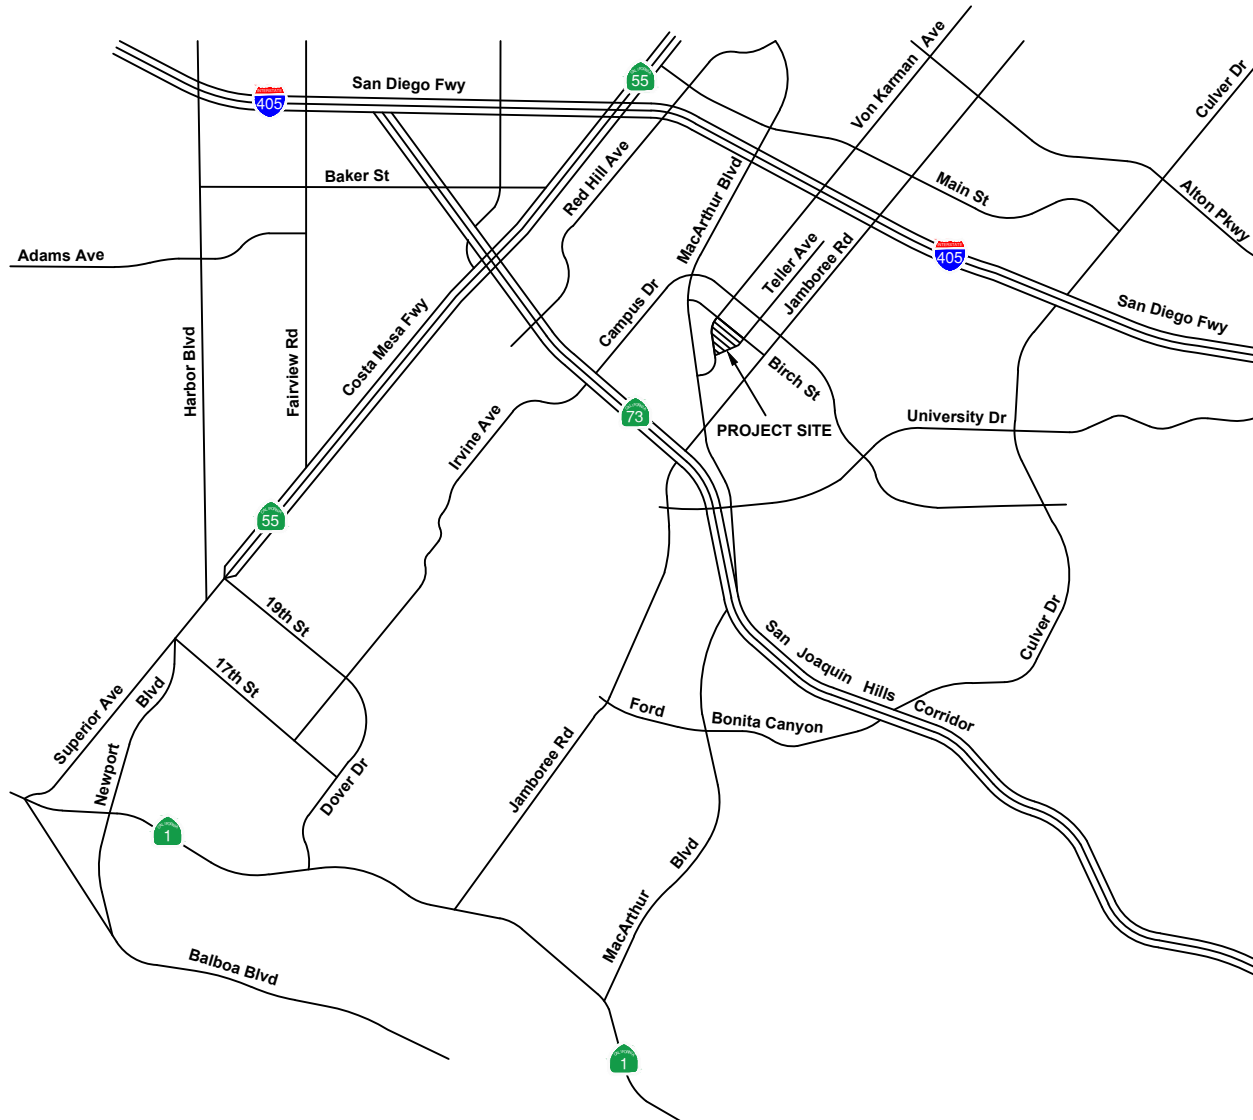 Von Karman Ave
Culver Dr
San Diego Fwy
55
405
Red Hill Ave
MacArthur Blvd
Baker St
Main St
Alton Pkwy
Adams Ave
Teller Ave
Jamboree Rd
405
San Diego Fwy
Campus Dr
Costa Mesa Fwy
Harbor Blvd
Fairview Rd
Birch St
73
PROJECT SITE
University Dr
Irvine Ave
55
19th St
17th St
San Joaquin Hills Corridor
Culver Dr
Superior Ave
Newport Blvd
Ford
Bonita Canyon
Jamboree Rd
Dover Dr
1
MacArthur Blvd
Balboa Blvd
1